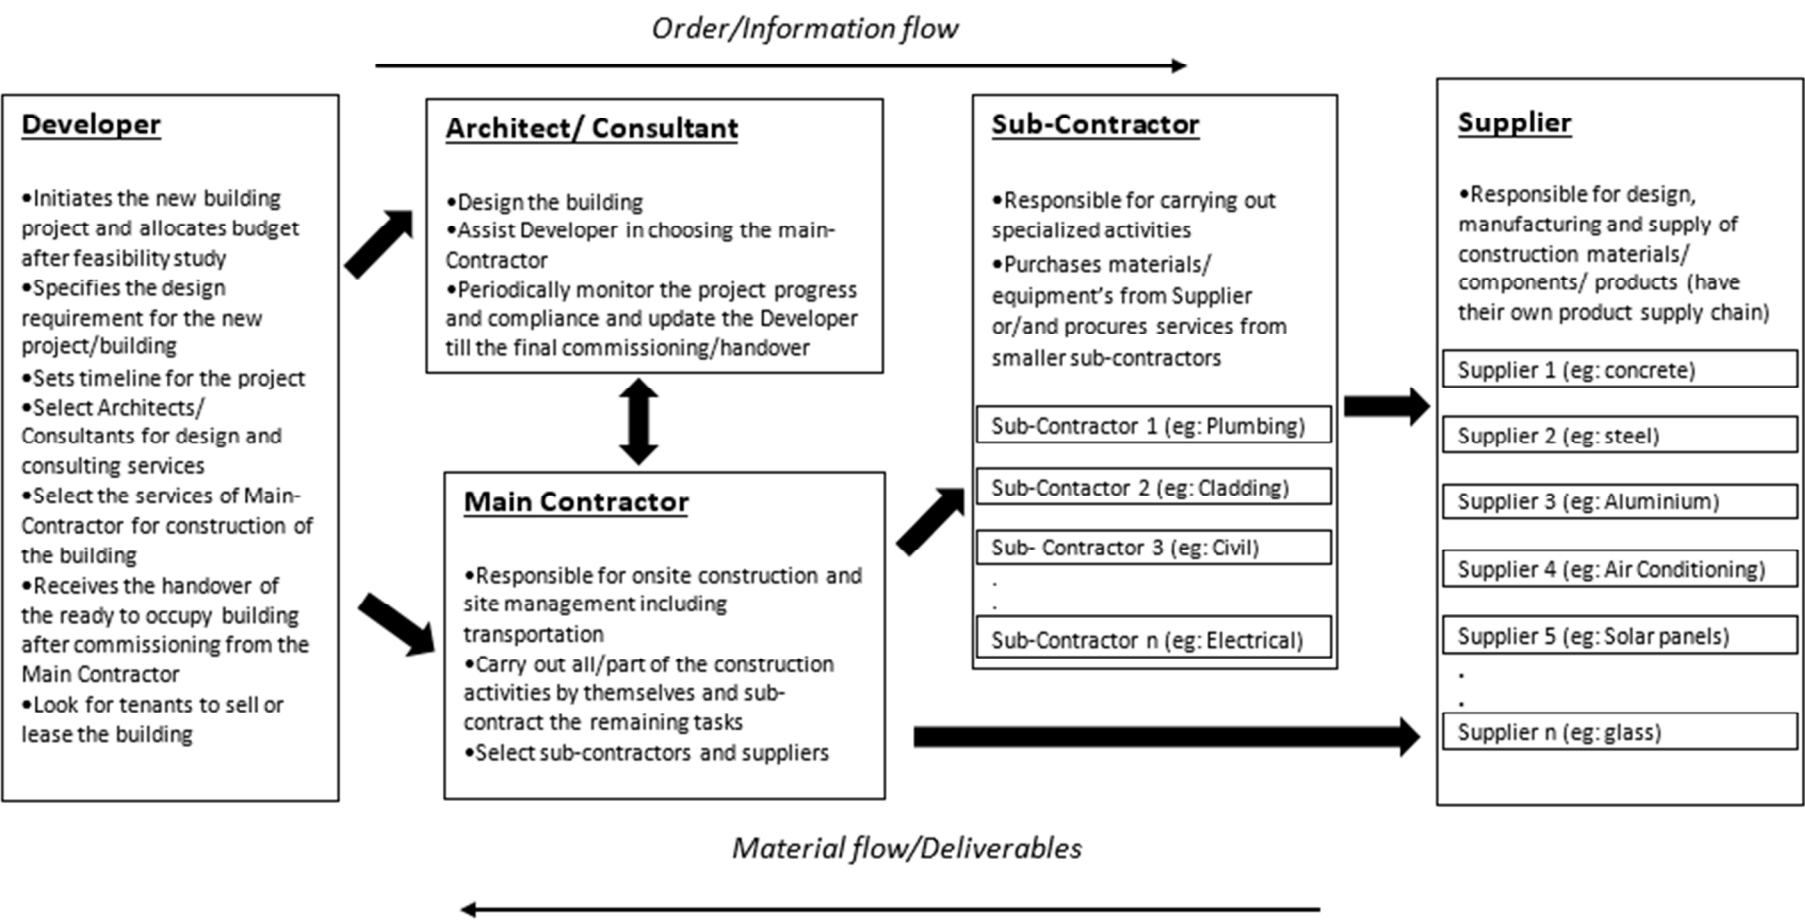 Order/Information flow
Developer
•Initiates the new building
project and allocates budget
after feasibility study
•Specifies the design
requirement for the new
project/building
•Sets timeline for the project
•Select Architects/
Consultants for design and
consulting services
•Select the services of Main-
Contractor for construction of
the building
•Receives the handover of
the ready to occupy building
after commissioning from the
Main Contractor
•Look for tenants to sell or
lease the building
Architect/ Consultant
•Design the building
•Assist Developer in choosing the main-
Contractor
•Periodically monitor the project progress
and compliance and update the Developer
till the final commissioning/handover
Main Contractor
•Responsible for onsite construction and
site management including
transportation
•Carry out all/part of the construction
activities by themselves and sub-
contract the remaining tasks
•Select sub-contractors and suppliers
Sub-Contractor
•Responsible for carrying out
specialized activities
•Purchases materials/
equipment's from Supplier
or/and procures services from
smaller sub-contractors
Sub-Contractor 1 (eg: Plumbing)
Sub-Contactor 2 (eg: Cladding)
Sub- Contractor 3 (eg: Civil)
.
.
Sub-Contractor n (eg: Electrical)
Supplier
•Responsible for design,
manufacturing and supply of
construction materials/
components/ products (have
their own product supply chain)
Supplier 1 (eg: concrete)
Supplier 2 (eg: steel)
Supplier 3 (eg: Aluminium)
Supplier 4 (eg: Air Conditioning)
Supplier 5 (eg: Solar panels)
.
.
Supplier n (eg: glass)
Material flow/Deliverables